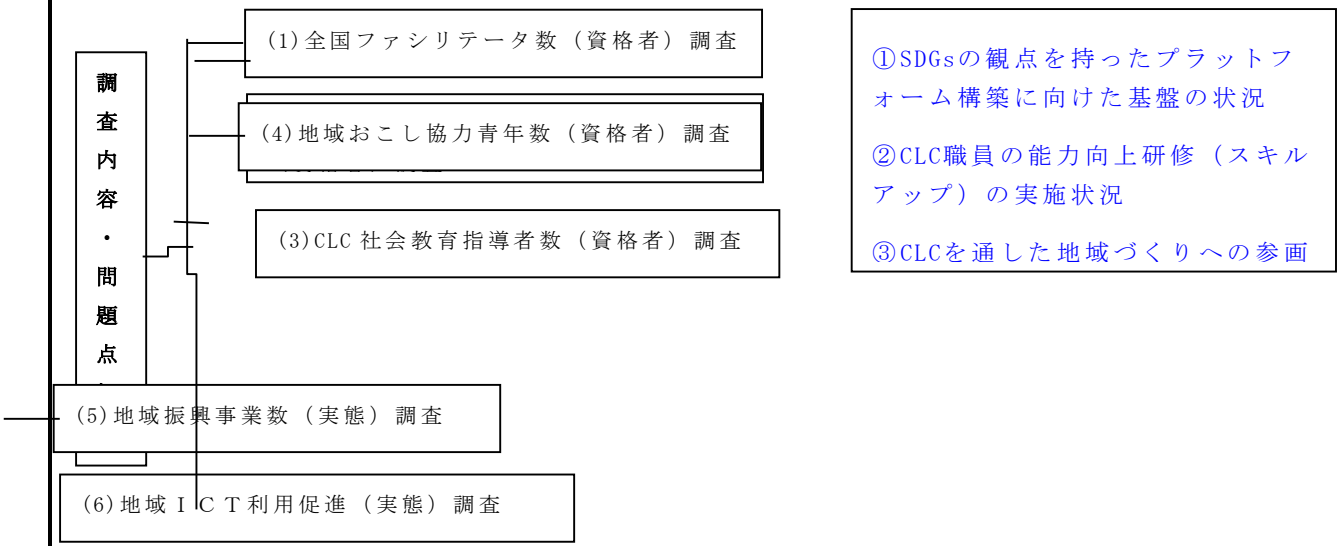 調査内容・問題点
(1)全国ファシリテータ数（資格者）調査
(4)地域おこし協力青年数（資格者）調査
(3)CLC 社会教育指導者数（資格者）調査
(5)地域振興事業数（実態）調査
(6)地域ＩＣＴ利用促進（実態）調査
①SDGsの観点を持ったプラットフ
ォーム構築に向けた基盤の状況
②CLC職員の能力向上研修（スキル
アップ）の実施状況
③CLCを通した地域づくりへの参画